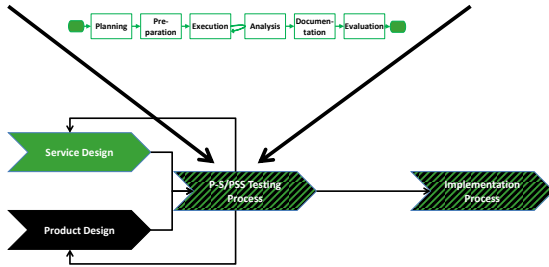 Planning
Pre-
paration
Execution
Analysis
Documen-
tation
Evaluation
Service Design
P-S/PSS Testing
Process
Implementation
Process
Product Design